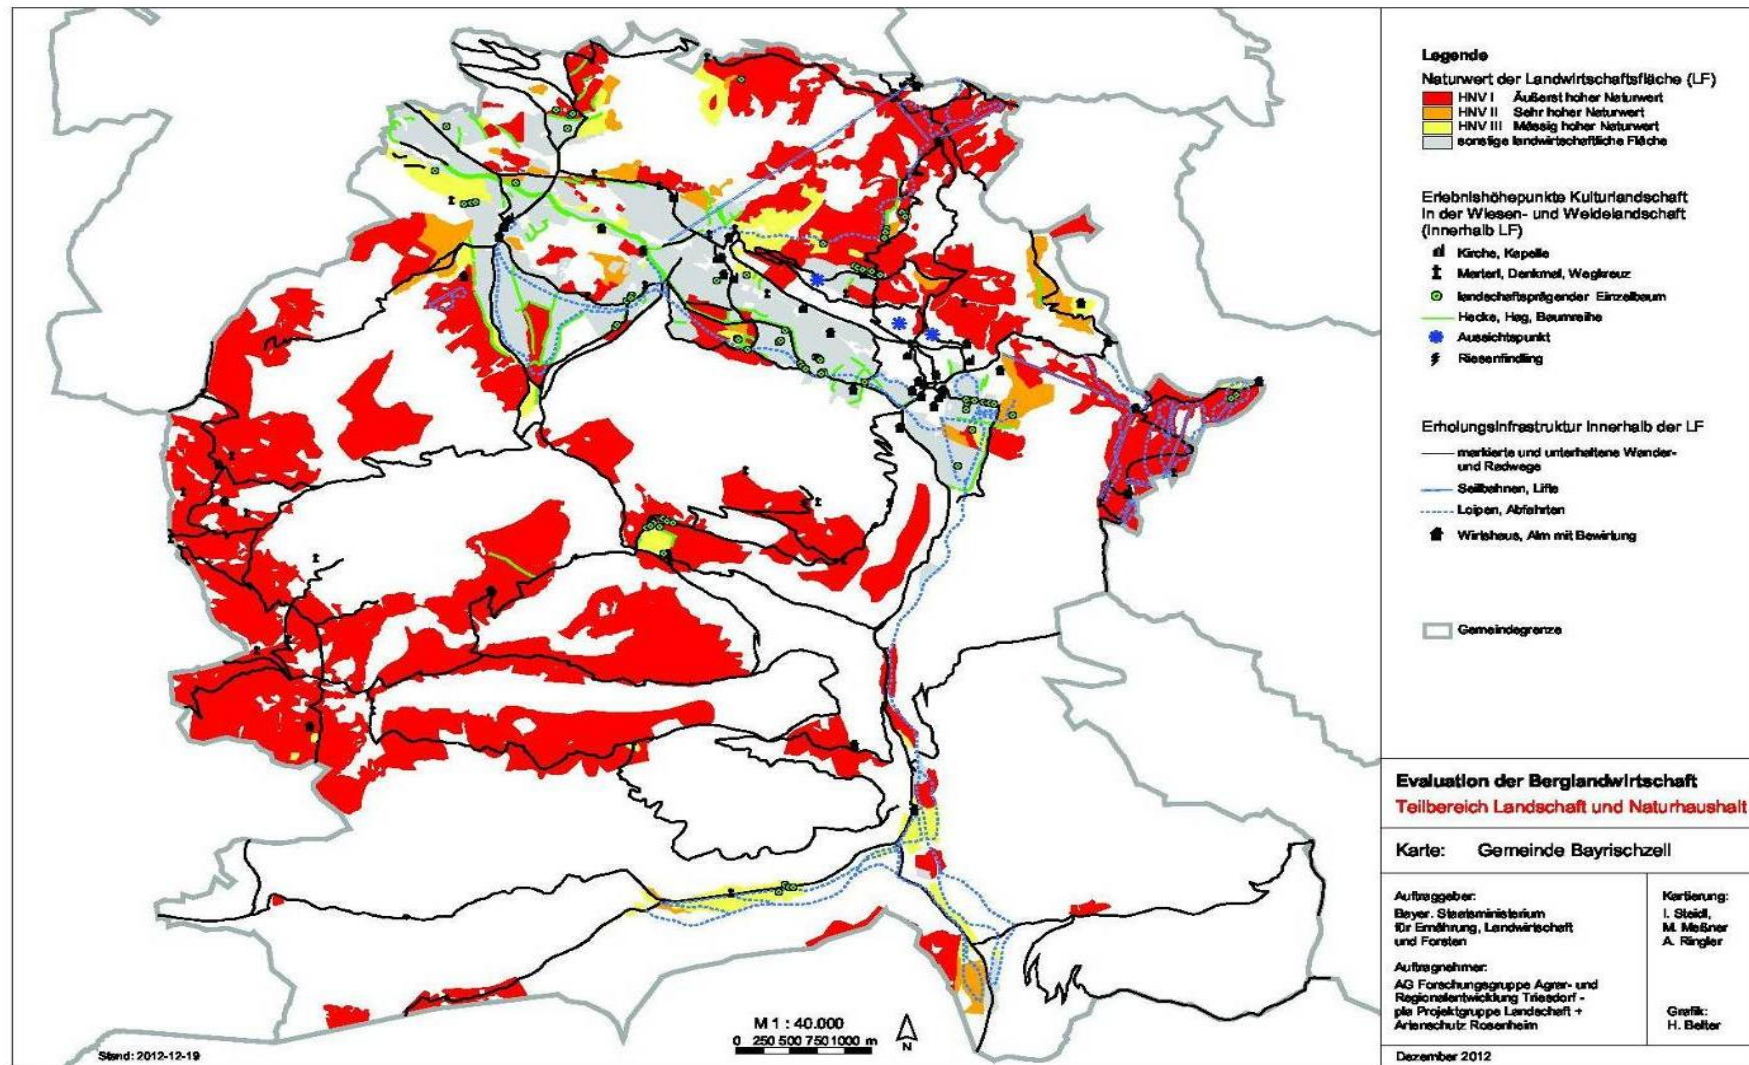 Legende
Naturwert der Landwirtschaftsfläche (LF)
HNV I Äußerst hoher Naturwert
HNV II Sehr hoher Naturwert
HNV III Mässig hoher Naturwert
sonstige landwirtschaftliche Fläche
Erlebnishöhepunkte Kulturlandschaft
in der Wiesen- und Weidelandschaft
(innerhalb LF)
Kirche, Kapelle
Marterl, Denkmal, Wegkreuz
landschaftsprägender Einzelbaum
Hecke, Hag, Baumreihe
Aussichtspunkt
Riesenfindling
Erholungsinfrastruktur innerhalb der LF
markierte und unterhaltene Wander-
und Radwege
Seilbahnen, Lifte
Loipen, Abfahrten
Wirtshaus, Alm mit Bewirtung
Gemeindegrenze
Evaluation der Berglandwirtschaft
Teilbereich Landschaft und Naturhaushalt
Karte: Gemeinde Bayrischzell
Auftraggeber:
Bayer. Staatsministerium
für Ernährung, Landwirtschaft
und Forsten
Auftragnehmer:
AG Forschungsgruppe Agrar- und
Regionalentwicklung Triesdorf -
pla Projektgruppe Landschaft +
Artenschutz Rosenheim
Kartierung:
I. Steidl,
M. Meßner
A. Ringler
Grafik:
H. Belter
Dezember 2012
M 1 : 40.000
0 250 500 750 1000 m
N
Stand: 2012-12-19